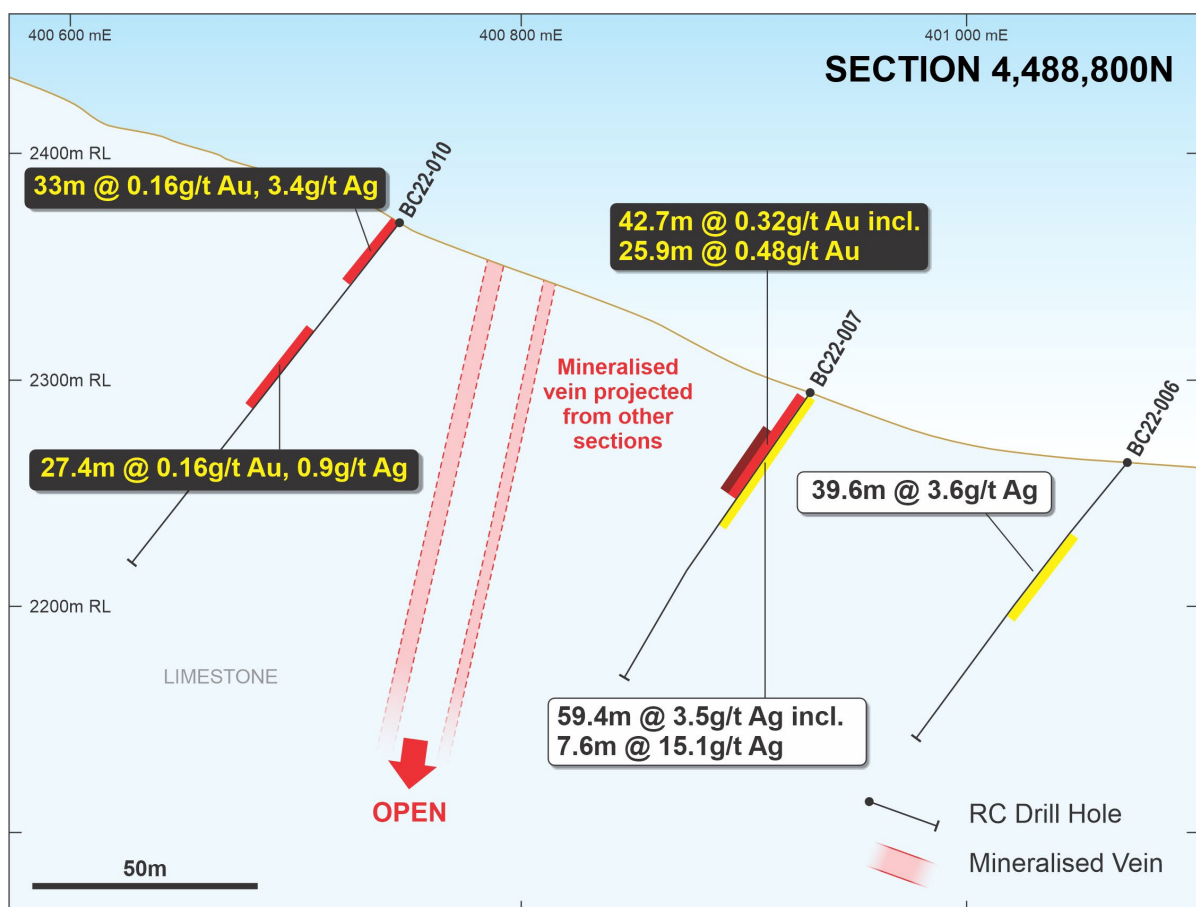 400 600 mE
400 800 mE
401 000 mE
SECTION 4,488,800N
2400m RL
BC22-010
33m @ 0.16g/t Au, 3.4g/t Ag
42.7m @ 0.32g/t Au incl.
25.9m @ 0.48g/t Au
2300m RL
Mineralised
vein projected
from other
sections
BC22-007
BC22-006
27.4m @ 0.16g/t Au, 0.9g/t Ag
39.6m @ 3.6g/t Ag
2200m RL
LIMESTONE
59.4m @ 3.5g/t Ag incl.
7.6m @ 15.1g/t Ag
OPEN
RC Drill Hole
Mineralised Vein
50m